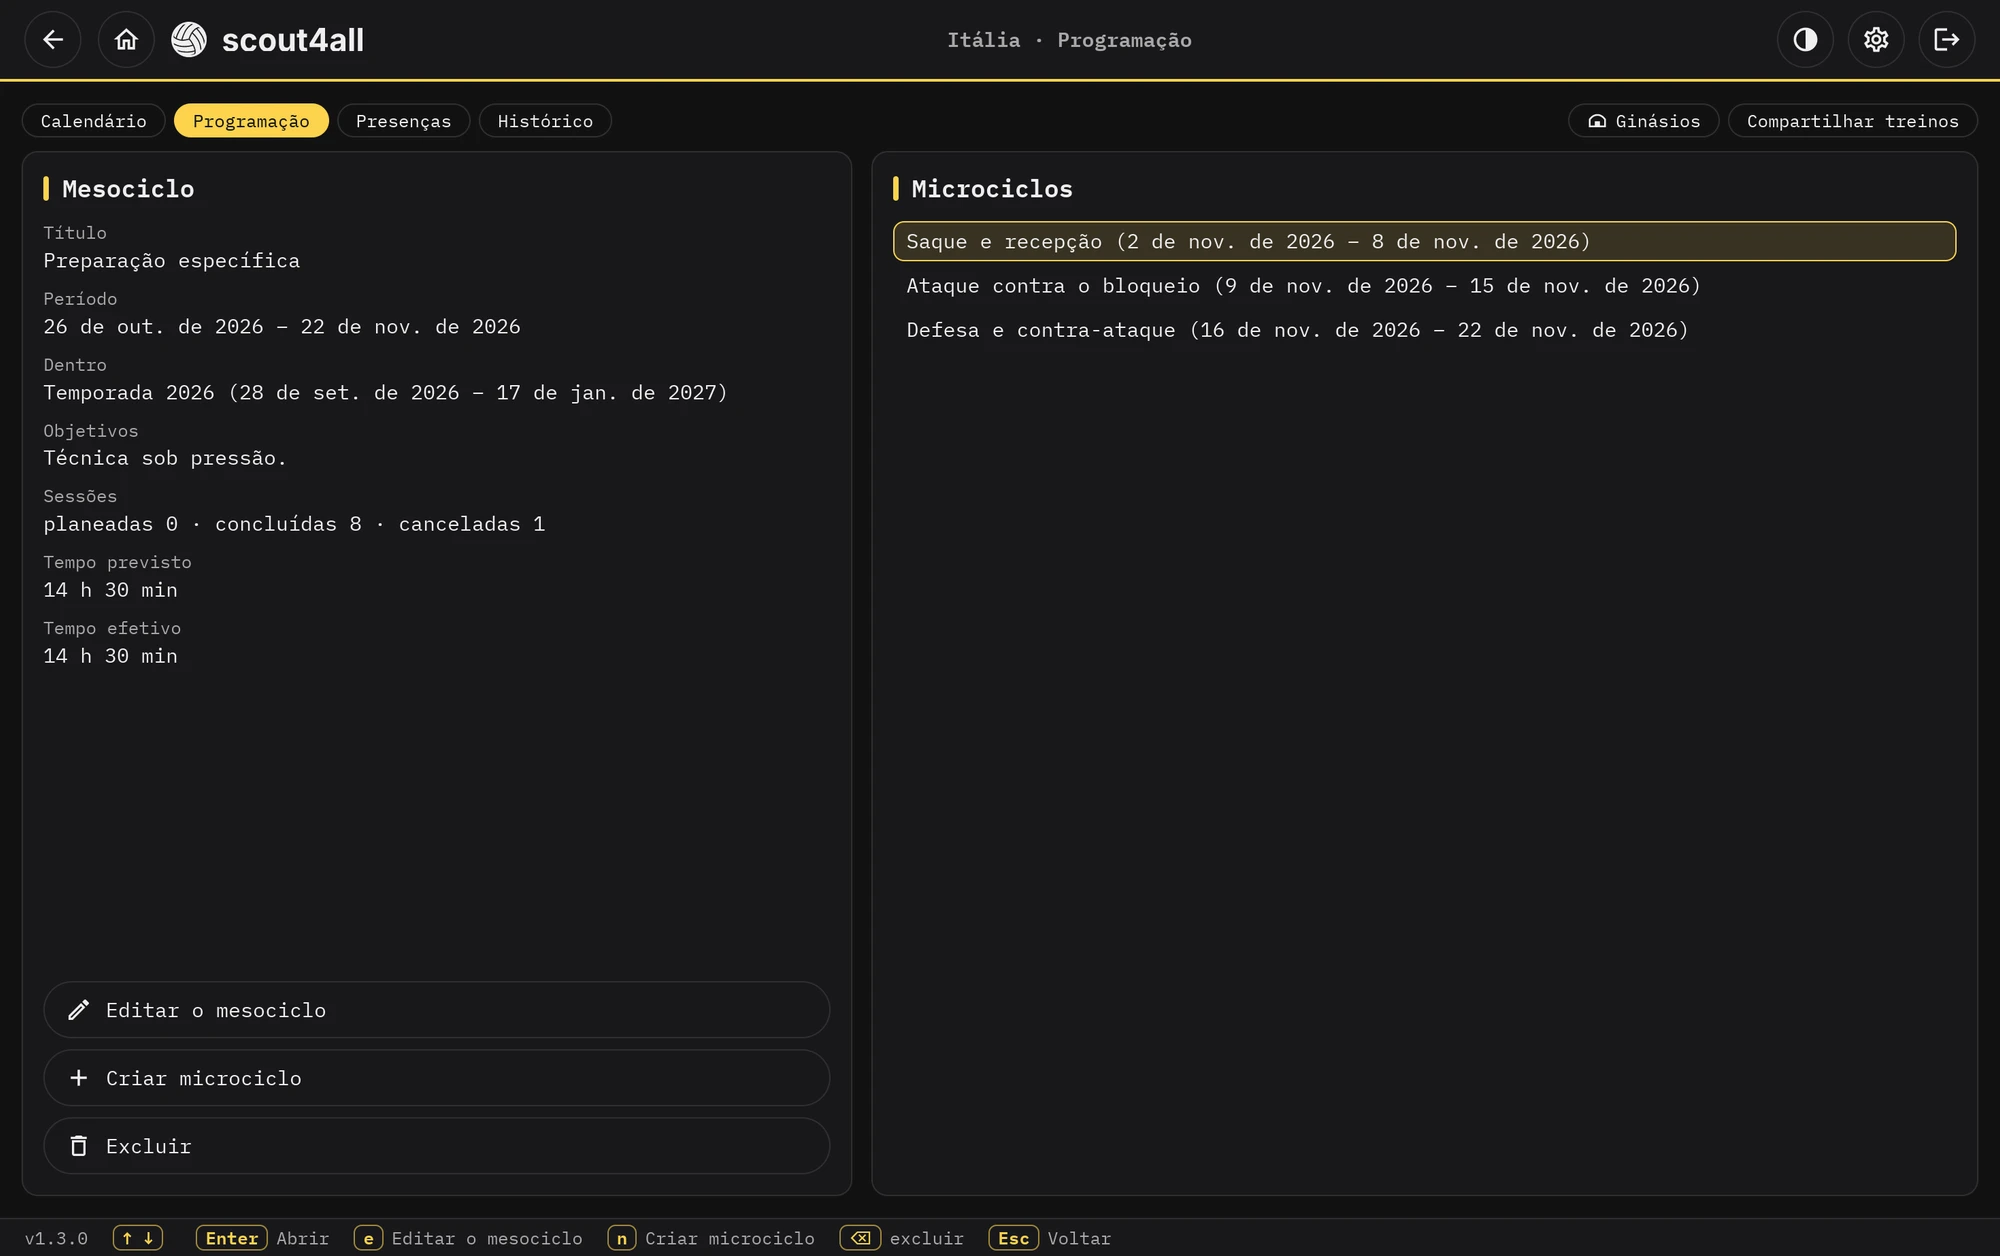 scout4all
Itália · Programação
Calendário
Programação
Presenças
Histórico
Ginásios
Compartilhar treinos
Mesociclo
Título
Preparação específica
Período
26 de out. de 2026 – 22 de nov. de 2026
Dentro
Temporada 2026 (28 de set. de 2026 – 17 de jan. de 2027)
Objetivos
Técnica sob pressão.
Sessões
planeadas 0 · concluídas 8 · canceladas 1
Tempo previsto
14 h 30 min
Tempo efetivo
14 h 30 min
Editar o mesociclo
Criar microciclo
Excluir
Microciclos
Saque e recepção (2 de nov. de 2026 – 8 de nov. de 2026)
Ataque contra o bloqueio (9 de nov. de 2026 – 15 de nov. de 2026)
Defesa e contra-ataque (16 de nov. de 2026 – 22 de nov. de 2026)
v1.3.0 ↑ ↓ Enter Abrir e Editar o mesociclo n Criar microciclo ⌫ excluir Esc Voltar